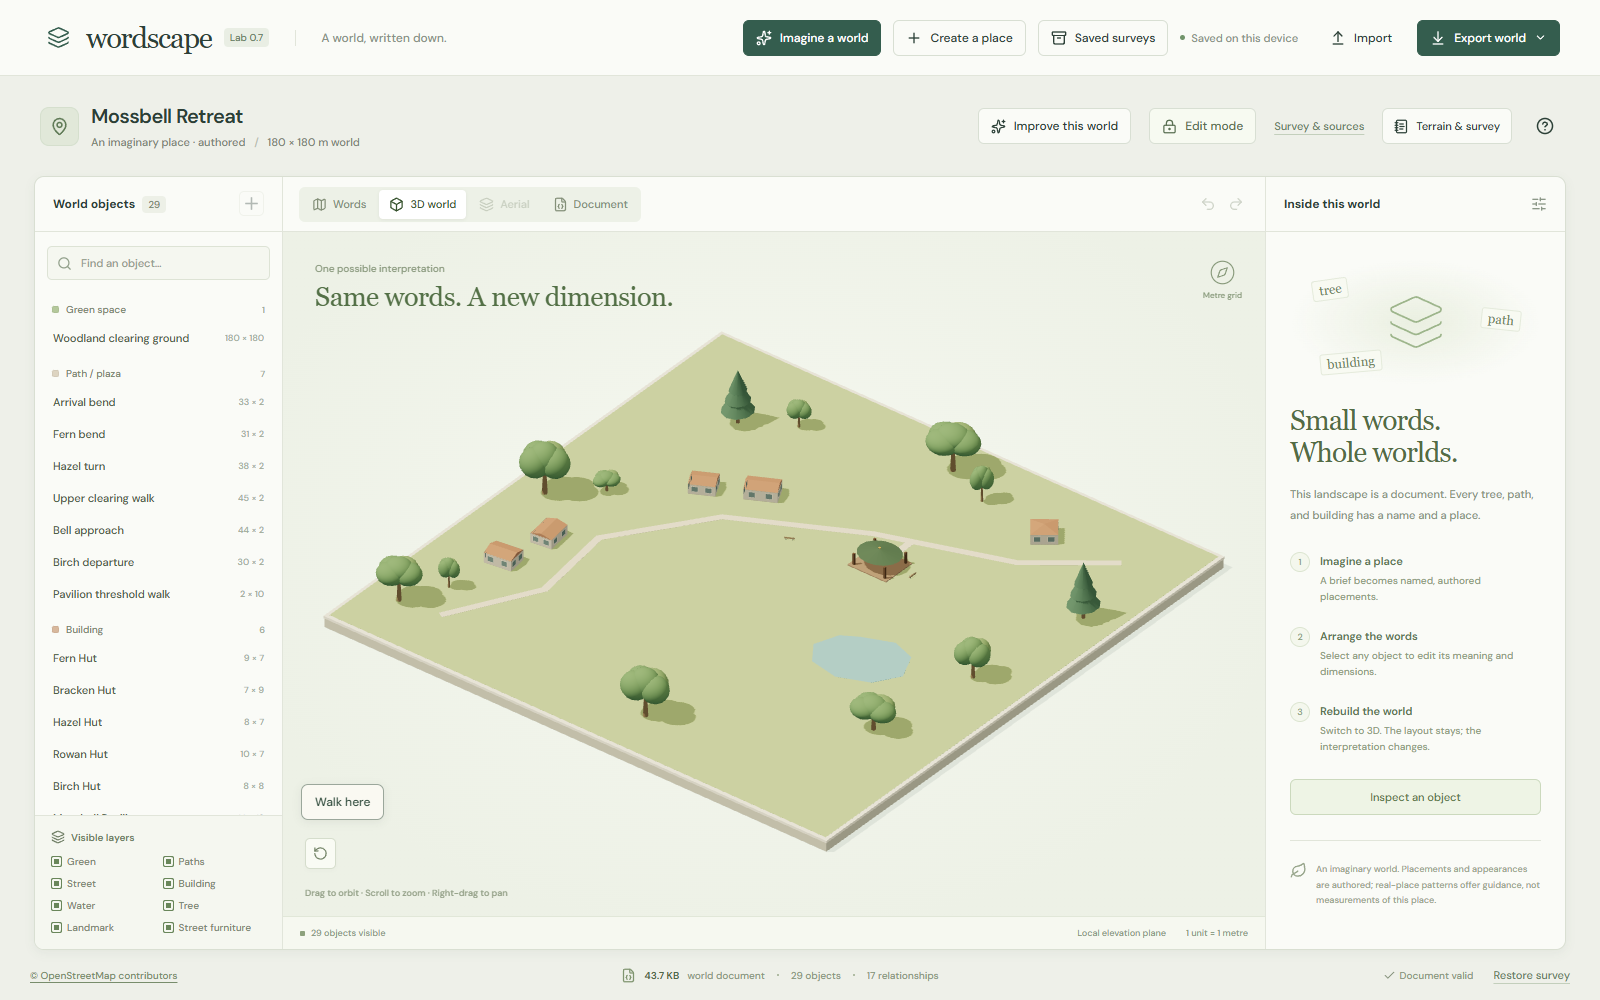 wordscape
Lab 0.7
A world, written down.
Imagine a world
Create a place
Saved surveys
Saved on this device
Import
Export world
Mossbell Retreat
An imaginary place · authored / 180 × 180 m world
Improve this world
Edit mode
Survey & sources
Terrain & survey
World objects 29
Words
3D world
Aerial
Document
Inside this world
Find an object...
Green space 1
Woodland clearing ground 180 × 180
Path / plaza 7
Arrival bend 33 × 2
Fern bend 31 × 2
Hazel turn 38 × 2
Upper clearing walk 45 × 2
Bell approach 44 × 2
Birch departure 30 × 2
Pavilion threshold walk 2 × 10
Building 6
Fern Hut 9 × 7
Bracken Hut 7 × 9
Hazel Hut 8 × 7
Rowan Hut 10 × 7
Birch Hut 8 × 8
Visible layers
Green
Paths
Street
Building
Water
Tree
Landmark
Street furniture
One possible interpretation
Same words. A new dimension.
Metre grid
Walk here
Drag to orbit · Scroll to zoom · Right-drag to pan
29 objects visible
Local elevation plane
1 unit = 1 metre
tree
path
building
Small words.
Whole worlds.
This landscape is a document. Every tree, path,
and building has a name and a place.
1 Imagine a place
A brief becomes named, authored
placements.
2 Arrange the words
Select any object to edit its meaning and
dimensions.
3 Rebuild the world
Switch to 3D. The layout stays; the
interpretation changes.
Inspect an object
An imaginary world. Placements and appearances
are authored; real-place patterns offer guidance, not
measurements of this place.
© OpenStreetMap contributors
43.7 KB world document · 29 objects · 17 relationships
Document valid
Restore survey